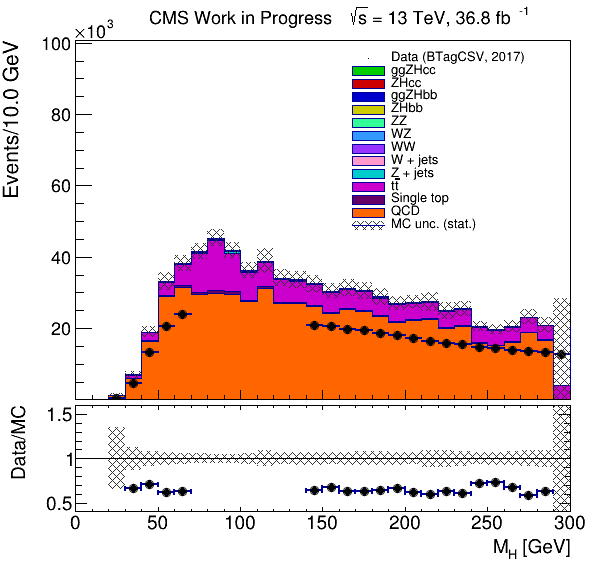 CMS Work in Progress √s = 13 TeV, 36.8 fb⁻¹
×10³
Events/10.0 GeV
100
80
60
40
20
Data (BTagCSV, 2017)
ggZHcc
ZHcc
ggZHbb
ZHbb
ZZ
WZ
WW
W + jets
Z + jets
tt̅
Single top
QCD
MC unc. (stat.)
Data/MC
1.5
1
0.5
0 50 100 150 200 250 300
M_H [GeV]